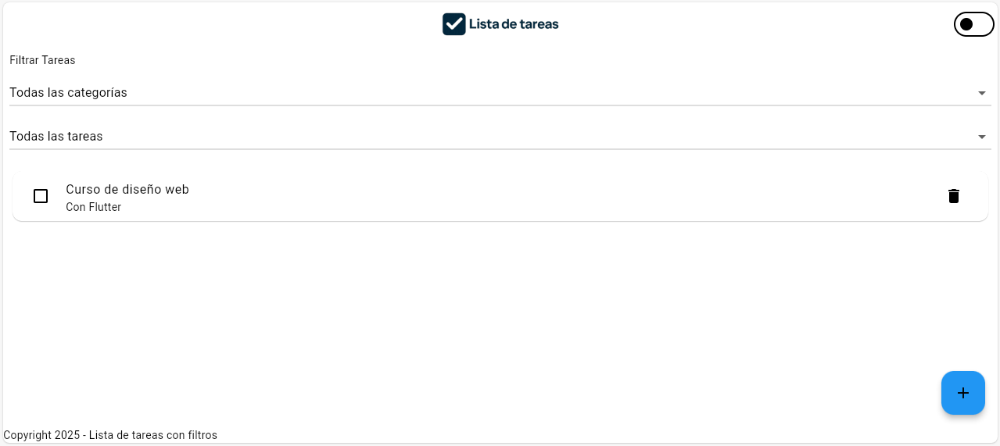 Lista de tareas
Filtrar Tareas
Todas las categorías
Todas las tareas
Curso de diseño web
Con Flutter
Copyright 2025 - Lista de tareas con filtros